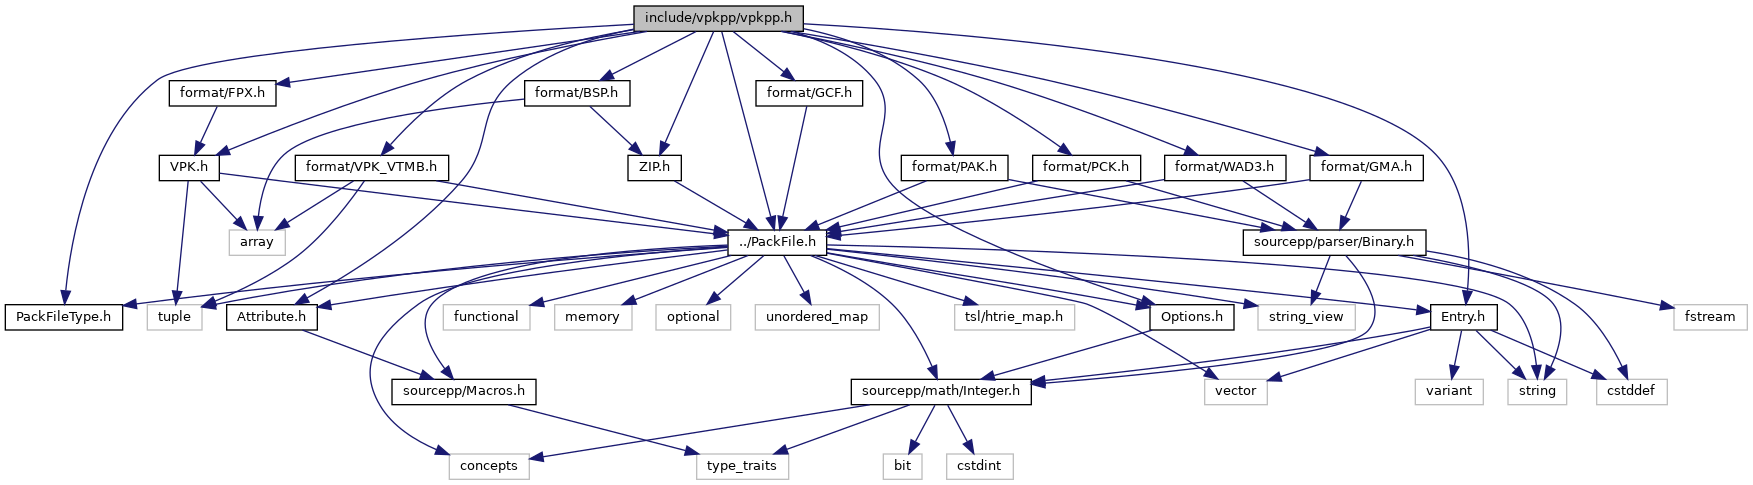 include/vpkpp/vpkpp.h
format/FPX.h
format/BSP.h
format/GCF.h
VPK.h
format/VPK_VTMB.h
ZIP.h
format/PAK.h
format/PCK.h
format/WAD3.h
format/GMA.h
array
../PackFile.h
sourcepp/parser/Binary.h
PackFileType.h
tuple
Attribute.h
functional
memory
optional
unordered_map
tsl/htrie_map.h
Options.h
string_view
Entry.h
fstream
sourcepp/Macros.h
sourcepp/math/Integer.h
vector
variant
string
cstddef
concepts
type_traits
bit
cstdint